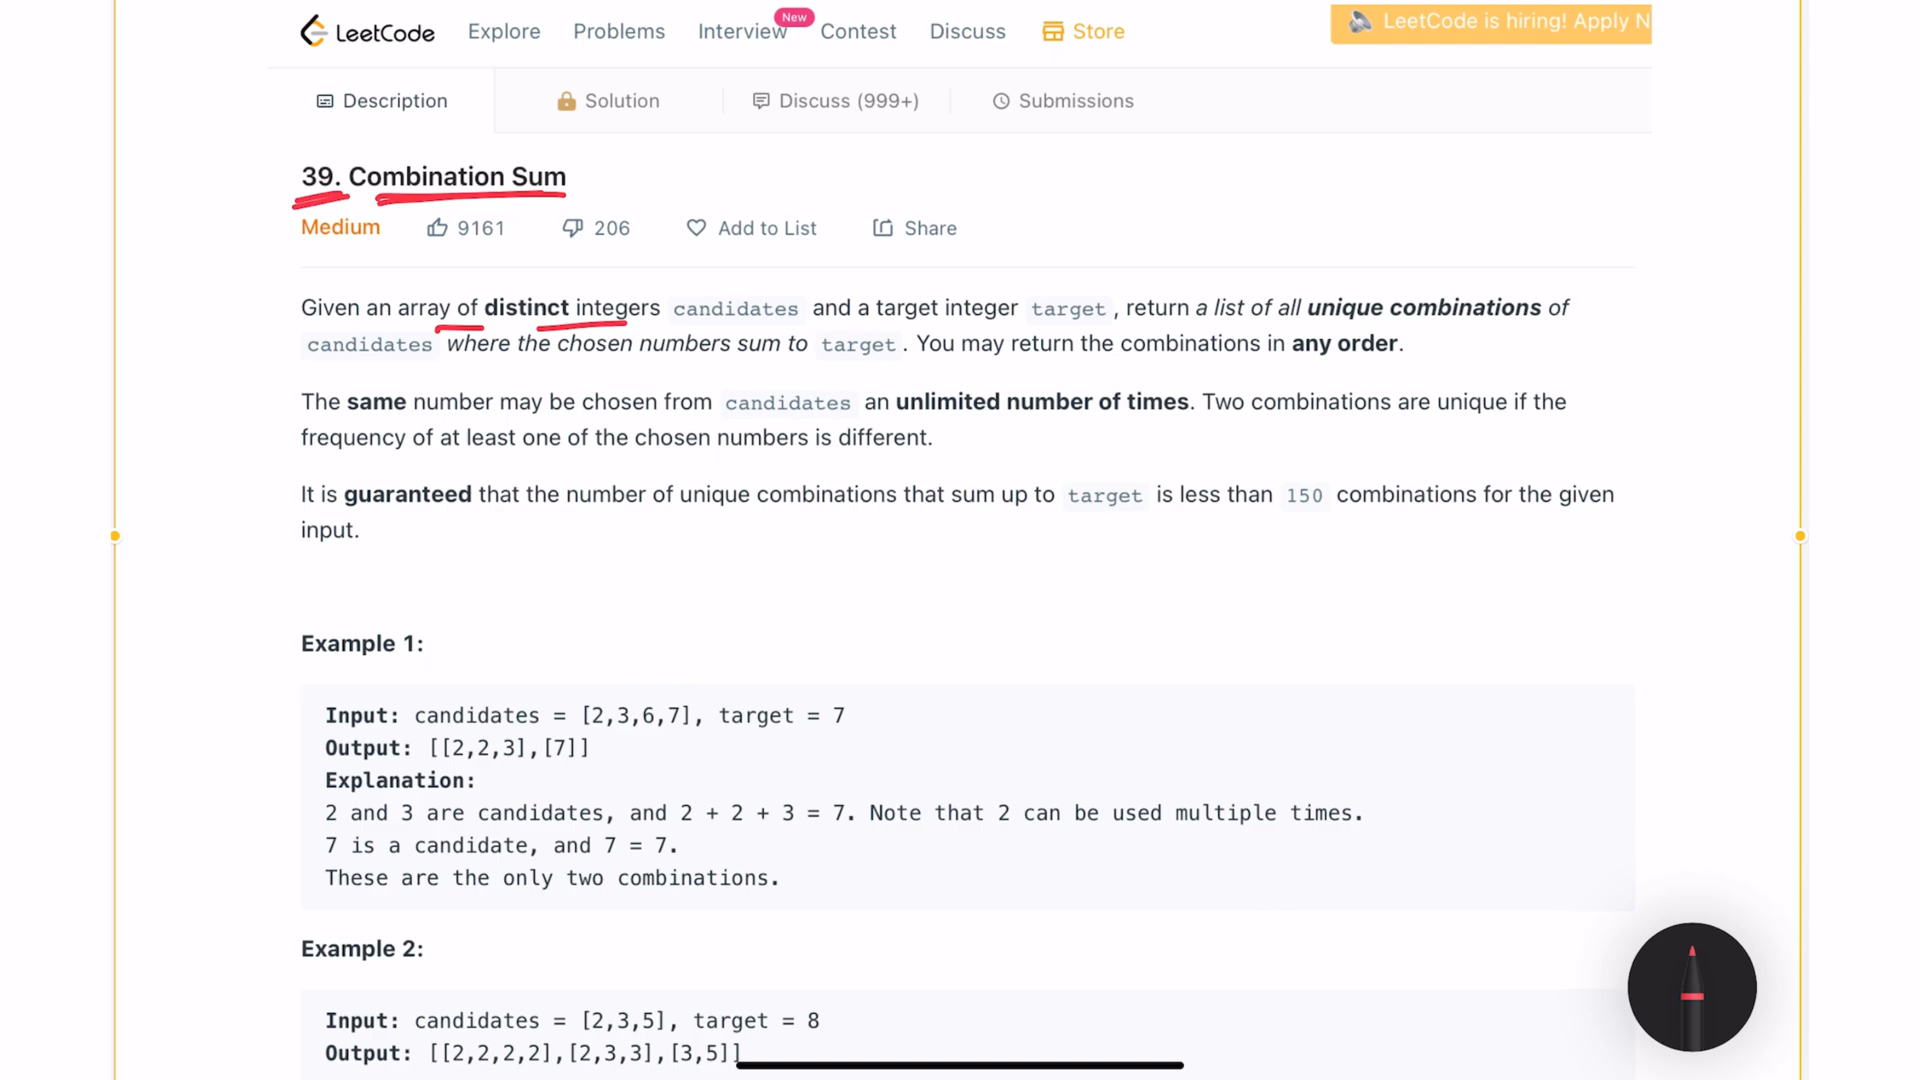 LeetCode Explore Problems Interview New Contest Discuss Store LeetCode is hiring! Apply N
Description Solution Discuss (999+) Submissions
39. Combination Sum
Medium 9161 206 Add to List Share
Given an array of distinct integers candidates and a target integer target, return a list of all unique combinations of
candidates where the chosen numbers sum to target. You may return the combinations in any order.
The same number may be chosen from candidates an unlimited number of times. Two combinations are unique if the
frequency of at least one of the chosen numbers is different.
It is guaranteed that the number of unique combinations that sum up to target is less than 150 combinations for the given
input.
Example 1:
Input: candidates = [2,3,6,7], target = 7
Output: [[2,2,3],[7]]
Explanation:
2 and 3 are candidates, and 2 + 2 + 3 = 7. Note that 2 can be used multiple times.
7 is a candidate, and 7 = 7.
These are the only two combinations.
Example 2:
Input: candidates = [2,3,5], target = 8
Output: [[2,2,2,2],[2,3,3],[3,5]]